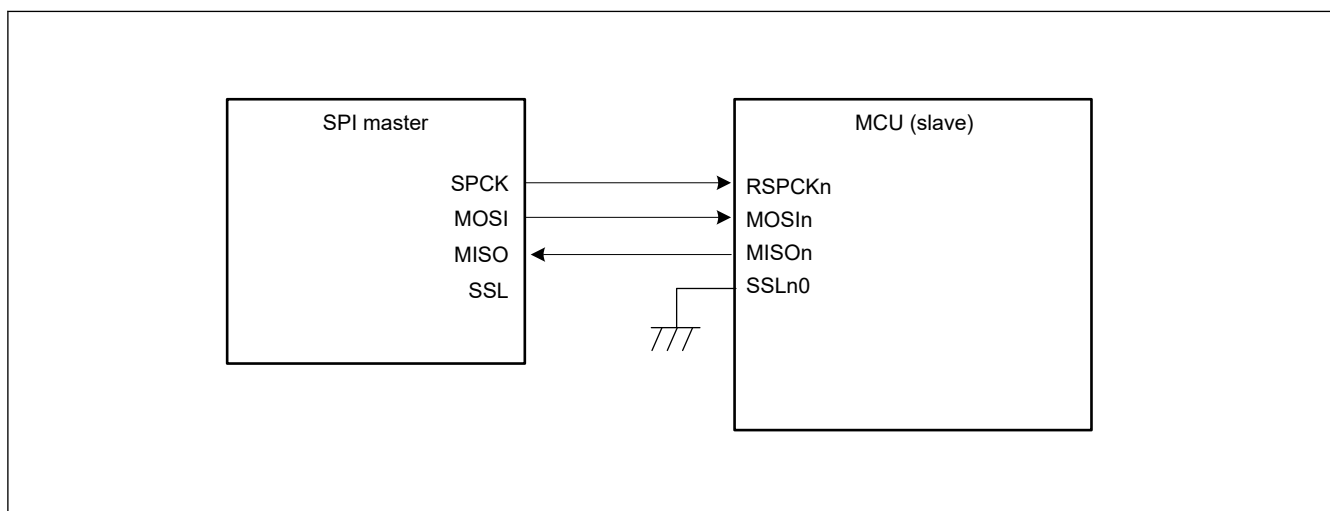 SPI master
SPCK
MOSI
MISO
SSL
MCU (slave)
RSPCKn
MOSIn
MISOn
SSLn0